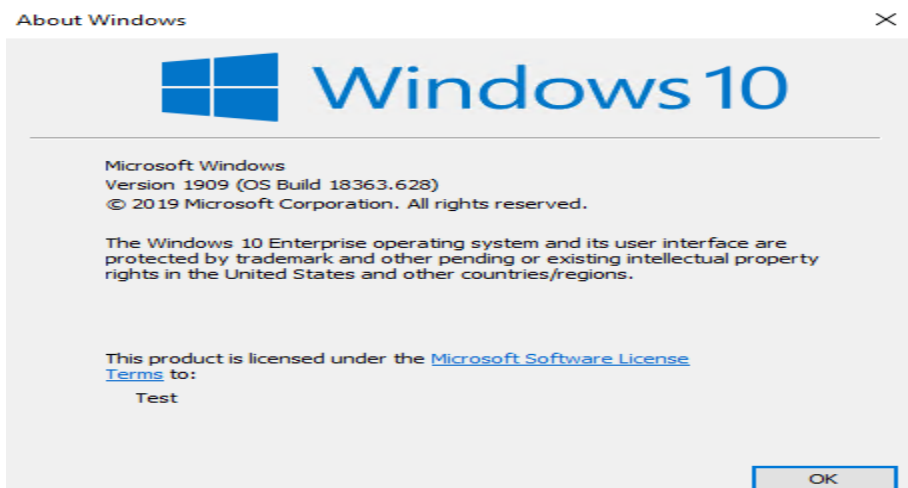 About Windows
Windows 10
Microsoft Windows
Version 1909 (OS Build 18363.628)
© 2019 Microsoft Corporation. All rights reserved.
The Windows 10 Enterprise operating system and its user interface are
protected by trademark and other pending or existing intellectual property
rights in the United States and other countries/regions.
This product is licensed under the Microsoft Software License
Terms to:
Test
OK